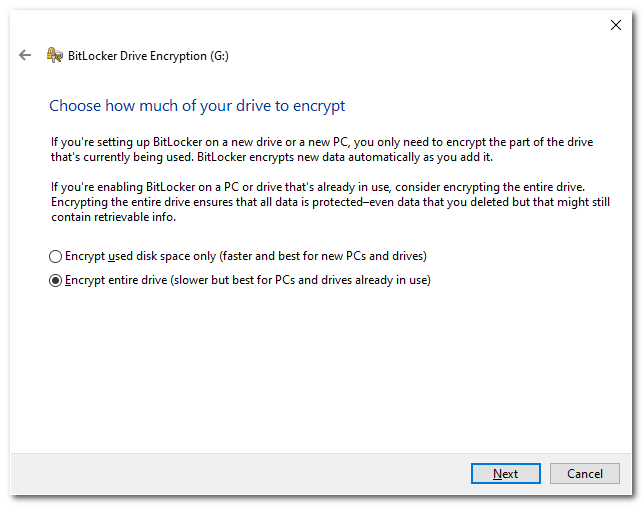 BitLocker Drive Encryption (G:)
Choose how much of your drive to encrypt
If you're setting up BitLocker on a new drive or a new PC, you only need to encrypt the part of the drive
that's currently being used. BitLocker encrypts new data automatically as you add it.
If you're enabling BitLocker on a PC or drive that's already in use, consider encrypting the entire drive.
Encrypting the entire drive ensures that all data is protected–even data that you deleted but that might still
contain retrievable info.
Encrypt used disk space only (faster and best for new PCs and drives)
Encrypt entire drive (slower but best for PCs and drives already in use)
Next Cancel